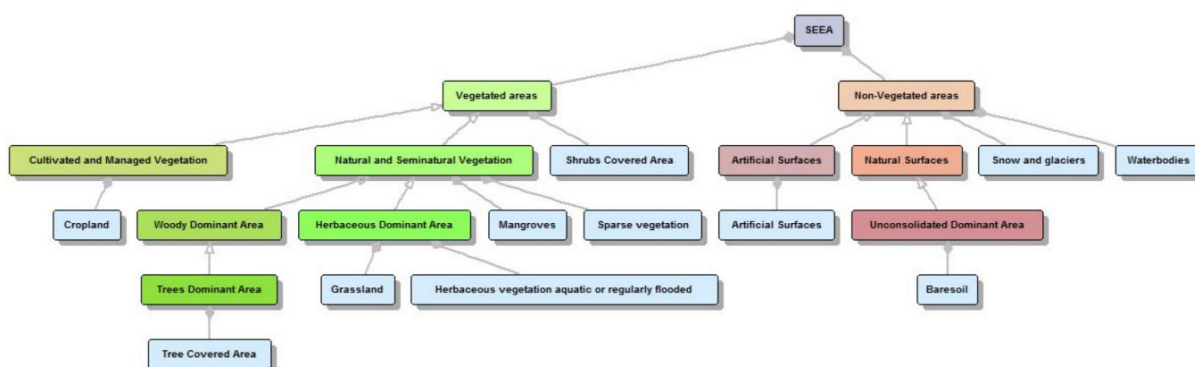 SEEA
Vegetated areas
Non-Vegetated areas
Cultivated and Managed Vegetation
Natural and Seminatural Vegetation
Shrubs Covered Area
Artificial Surfaces
Natural Surfaces
Snow and glaciers
Waterbodies
Cropland
Woody Dominant Area
Herbaceous Dominant Area
Mangroves
Sparse vegetation
Artificial Surfaces
Unconsolidated Dominant Area
Trees Dominant Area
Grassland
Herbaceous vegetation aquatic or regularly flooded
Baresoil
Tree Covered Area